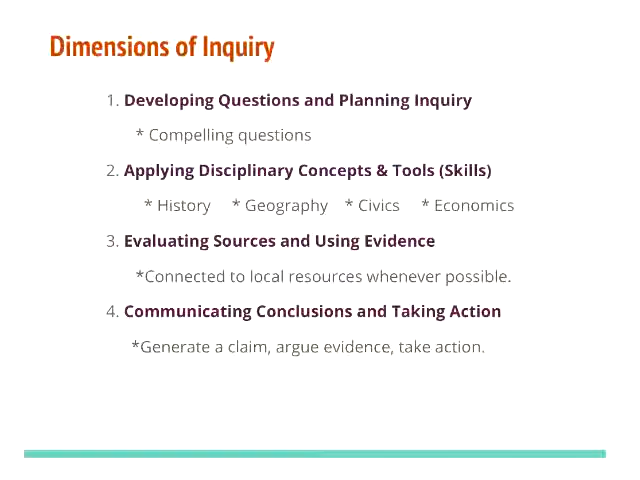 Dimensions of Inquiry
1. Developing Questions and Planning Inquiry
* Compelling questions
2. Applying Disciplinary Concepts & Tools (Skills)
* History * Geography * Civics * Economics
3. Evaluating Sources and Using Evidence
*Connected to local resources whenever possible.
4. Communicating Conclusions and Taking Action
*Generate a claim, argue evidence, take action.